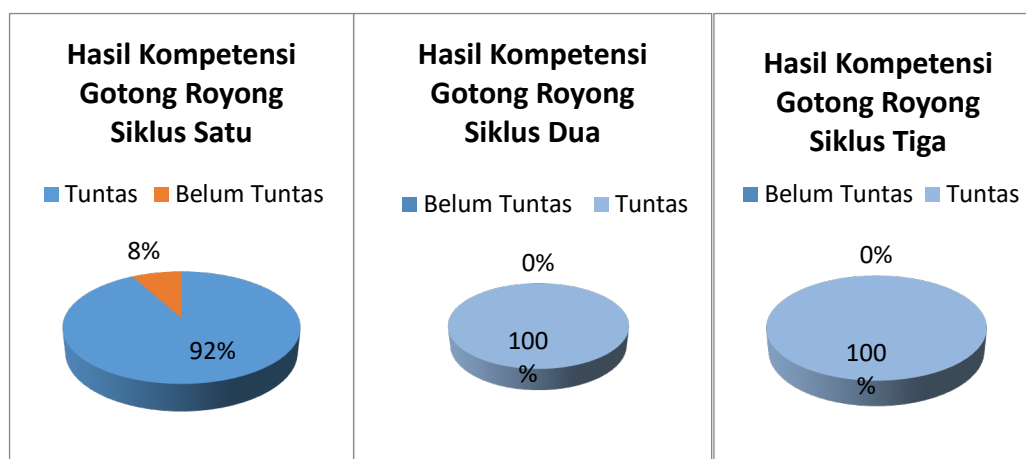 Hasil Kompetensi
Gotong Royong
Siklus Satu
Tuntas
Belum Tuntas
8%
92%
Hasil Kompetensi
Gotong Royong
Siklus Dua
Belum Tuntas
Tuntas
0%
100
%
Hasil Kompetensi
Gotong Royong
Siklus Tiga
Belum Tuntas
Tuntas
0%
100
%